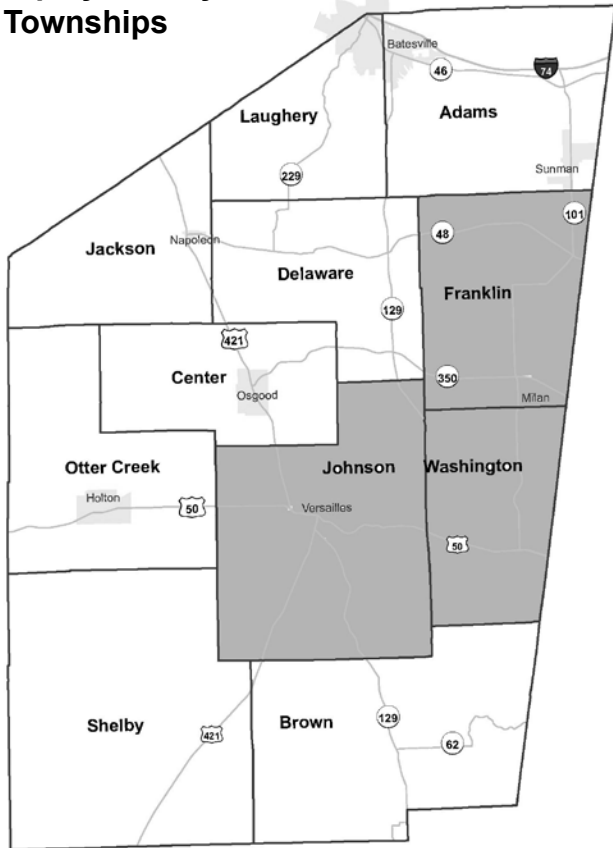 Townships
Batesville
46
74
Laughery
Adams
Sunman
229
101
Jackson
Napoleon
48
Delaware
Franklin
129
421
Center
350
Osgood
Milan
Otter Creek
Johnson
Washington
Holton
50
Versailles
50
Shelby
Brown
129
421
62